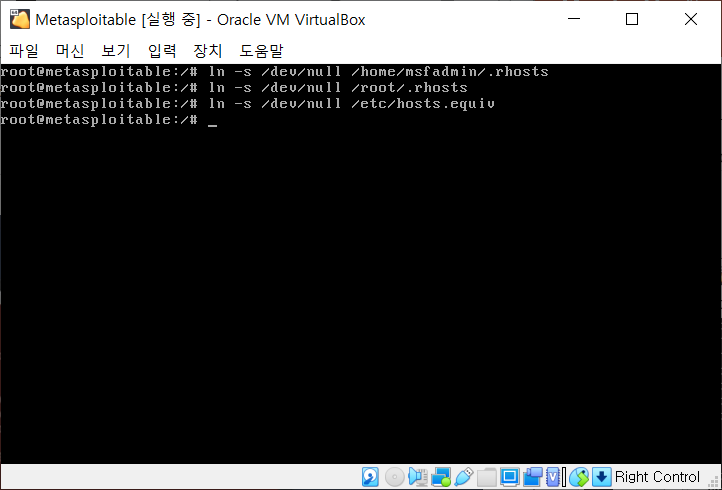 Metasploitable [실행 중] - Oracle VM VirtualBox
파일 머신 보기 입력 장치 도움말
root@metasploitable:/# ln -s /dev/null /home/msfadmin/.rhosts
root@metasploitable:/# ln -s /dev/null /root/.rhosts
root@metasploitable:/# ln -s /dev/null /etc/hosts.equiv
root@metasploitable:/# _
Right Control